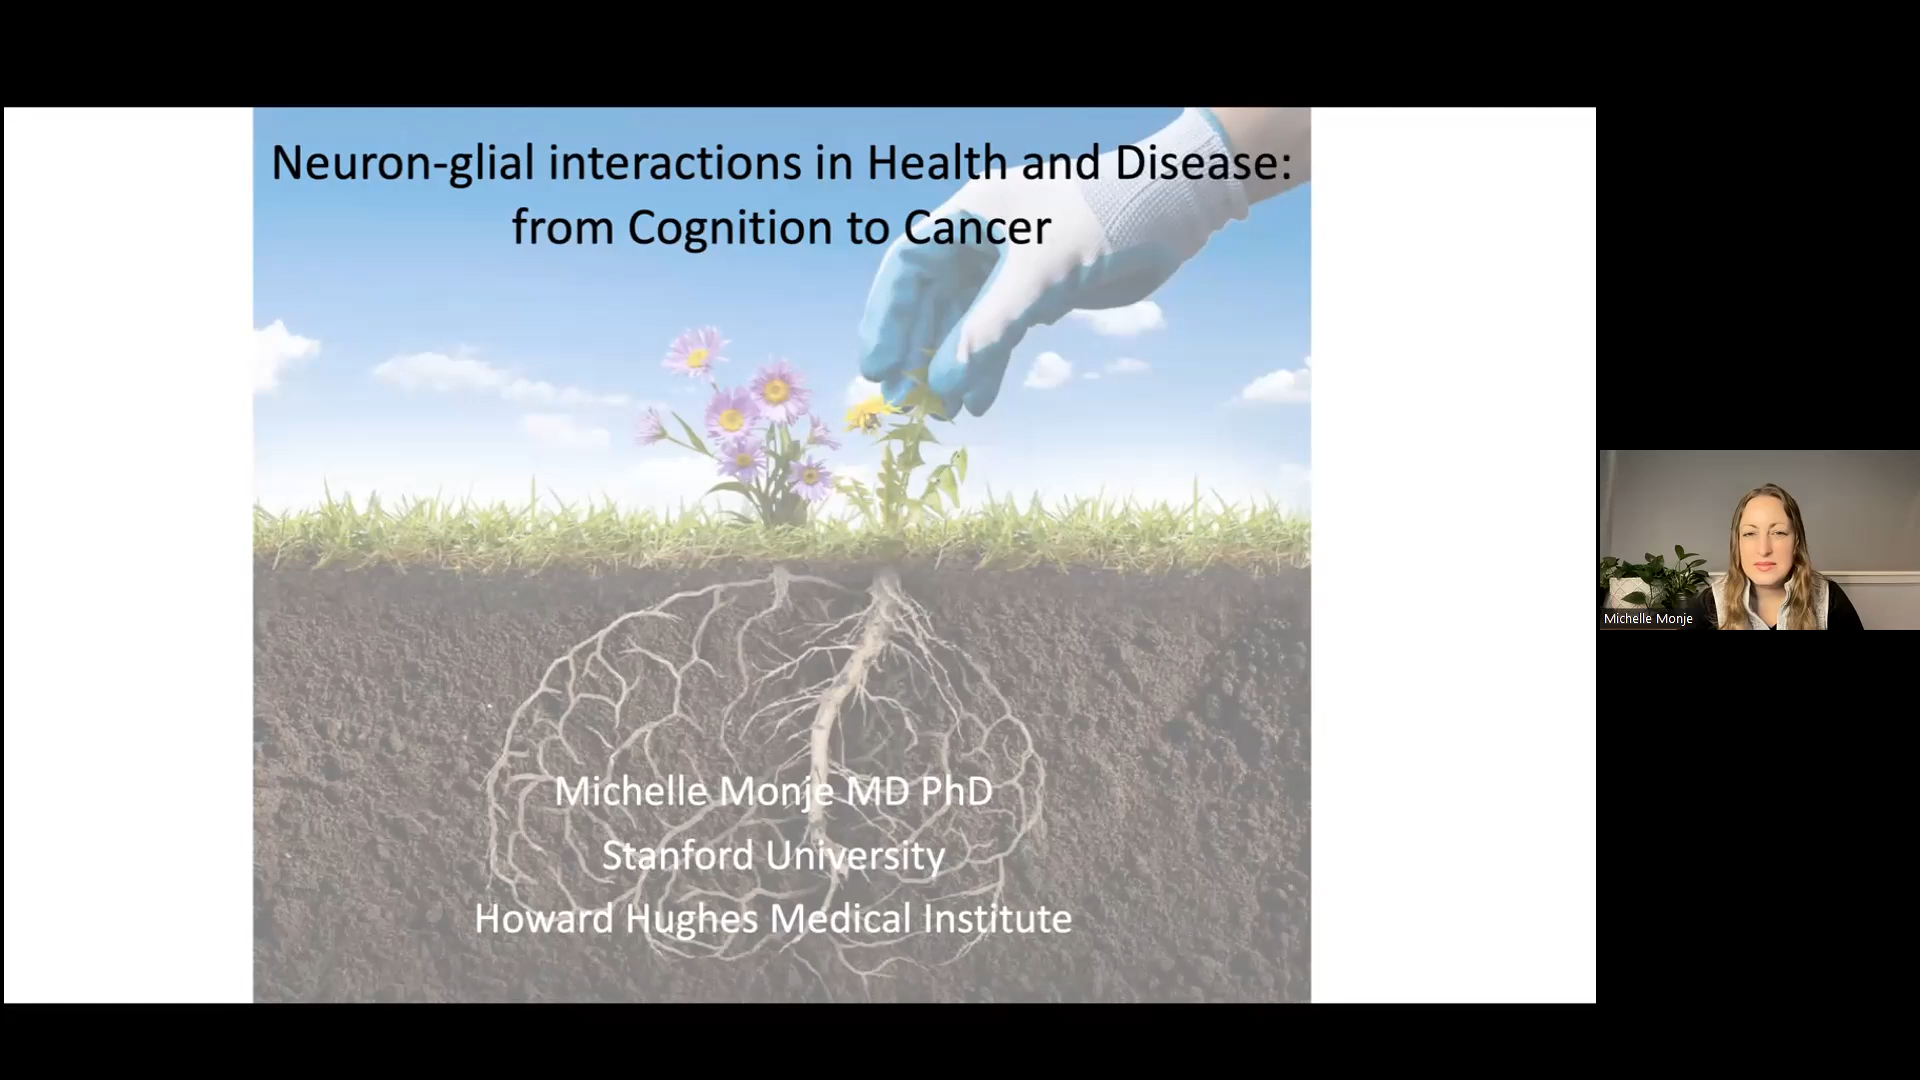 Neuron-glial interactions in Health and Disease:
from Cognition to Cancer
Michelle Monje MD PhD
Stanford University
Howard Hughes Medical Institute
Michelle Monje